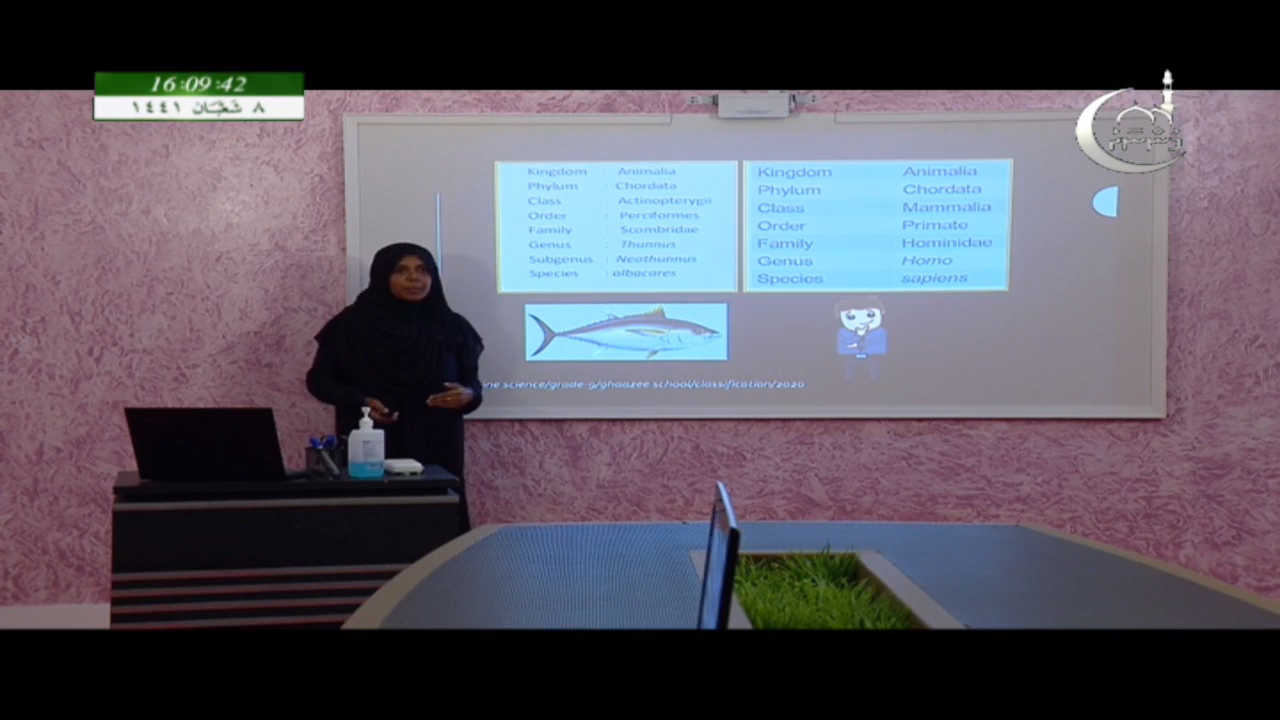 16:09:42
٨ شَعْبَان ١٤٤١
Kingdom : Animalia
Phylum : Chordata
Class : Actinopterygii
Order : Perciformes
Family : Scombridae
Genus : Thunnus
Subgenus : Neothunnus
Species : albacares
Kingdom Animalia
Phylum Chordata
Class Mammalia
Order Primate
Family Hominidae
Genus Homo
Species sapiens
ine science/grade-9/ghaazee school/classification/2020